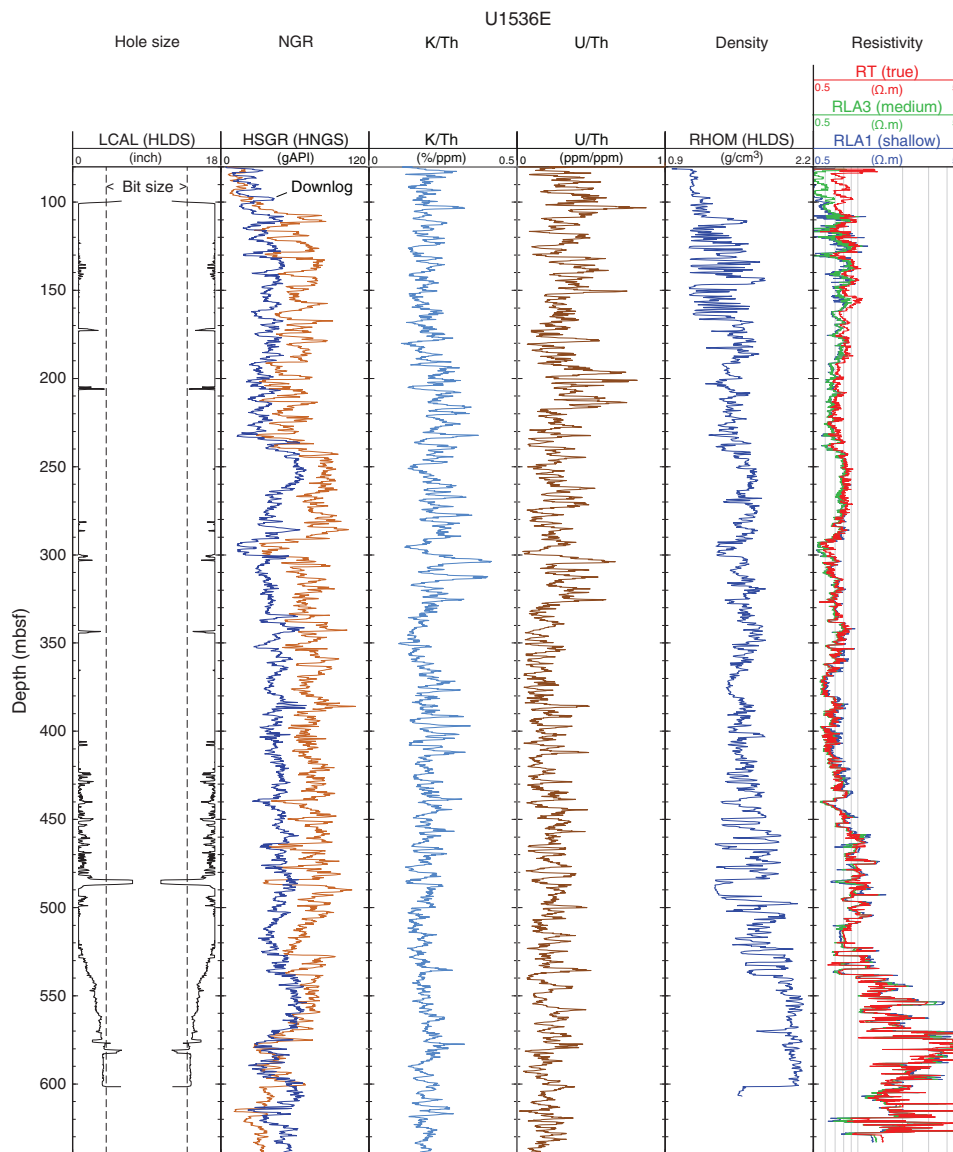 U1536E
Hole size NGR K/Th U/Th Density Resistivity
RT (true)
0.5 (Ω.m)
RLA3 (medium)
0.5 (Ω.m)
LCAL (HLDS) HSGR (HNGS) K/Th U/Th RHOM (HLDS) RLA1 (shallow)
0 (inch) 18 0 (gAPI) 120 0 (%/ppm) 0.5 0 (ppm/ppm) 1 0.9 (g/cm³) 2.2 0.5 (Ω.m)
Bit size
Downlog
100
150
200
250
300
350
400
450
500
550
600
Depth (mbsf)